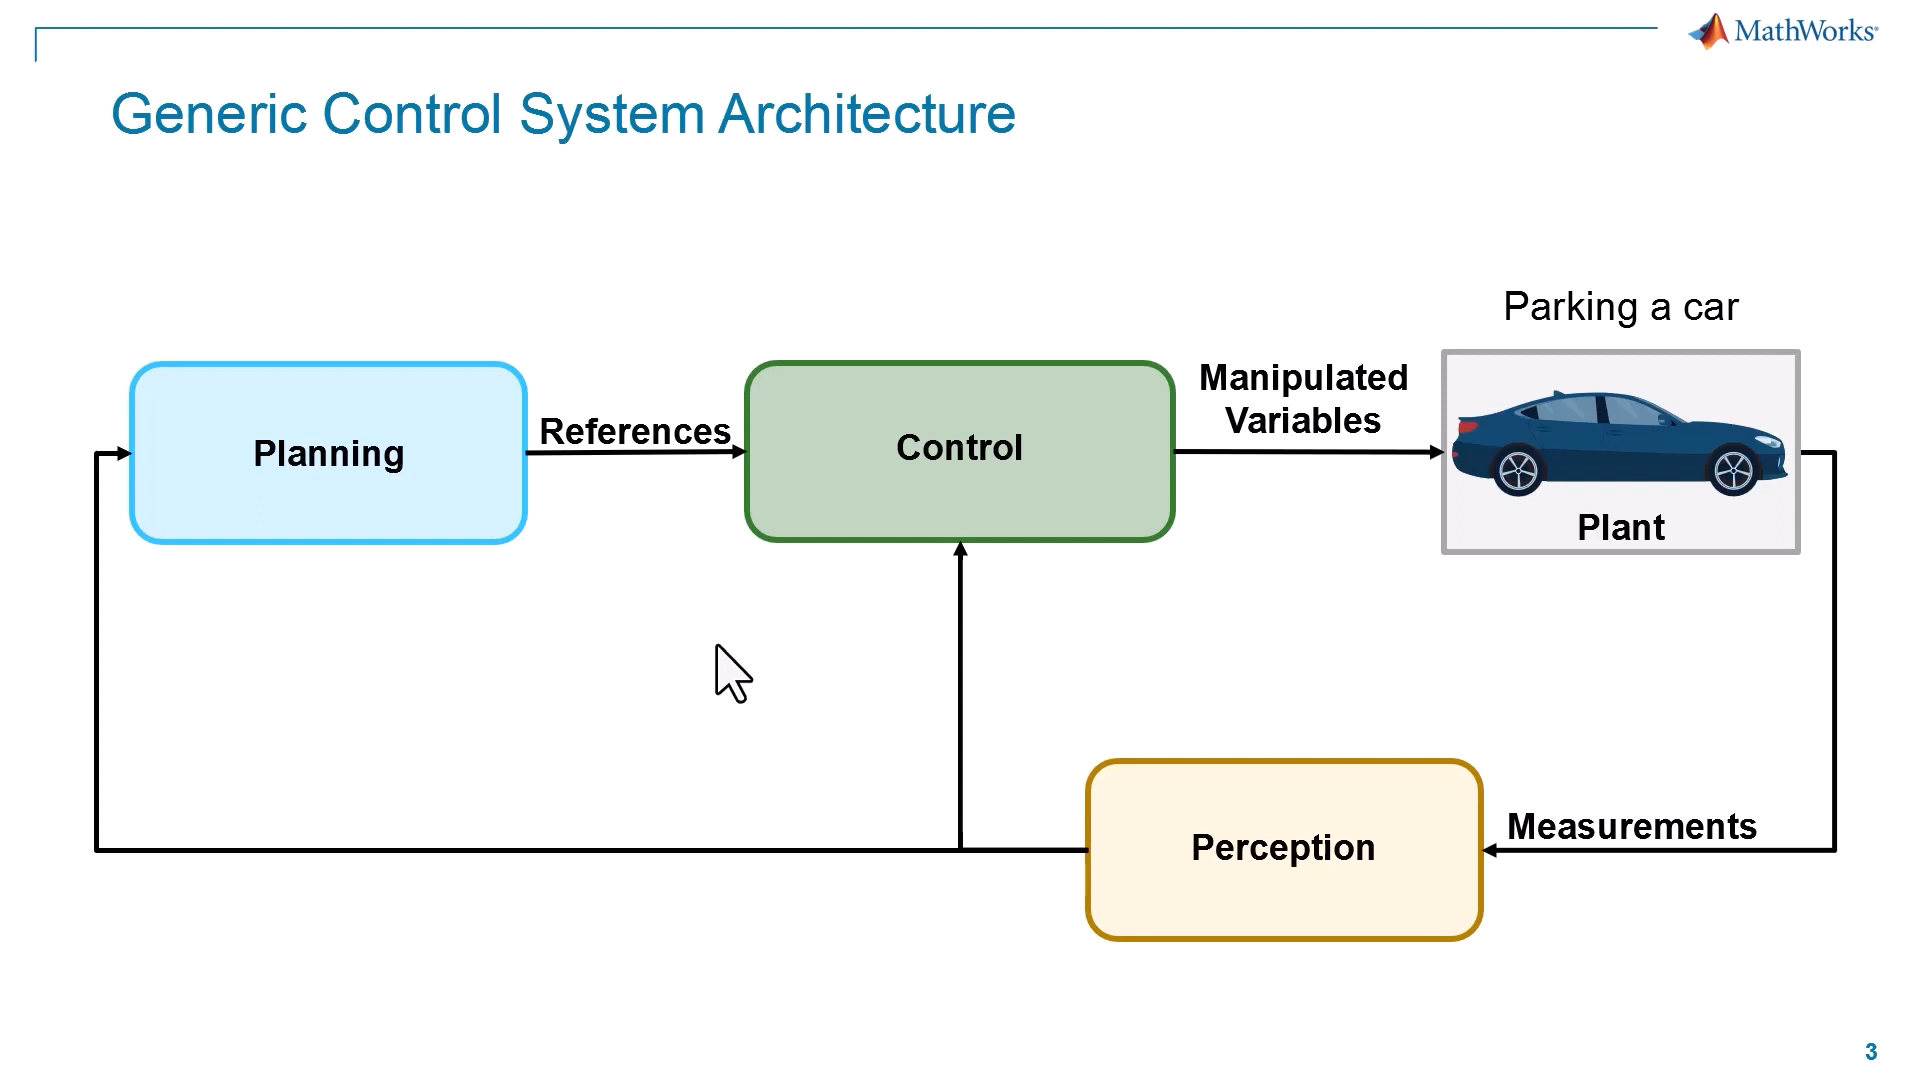 MathWorks®
Generic Control System Architecture
Parking a car
Planning
References
Control
Manipulated
Variables
Plant
Perception
Measurements
3